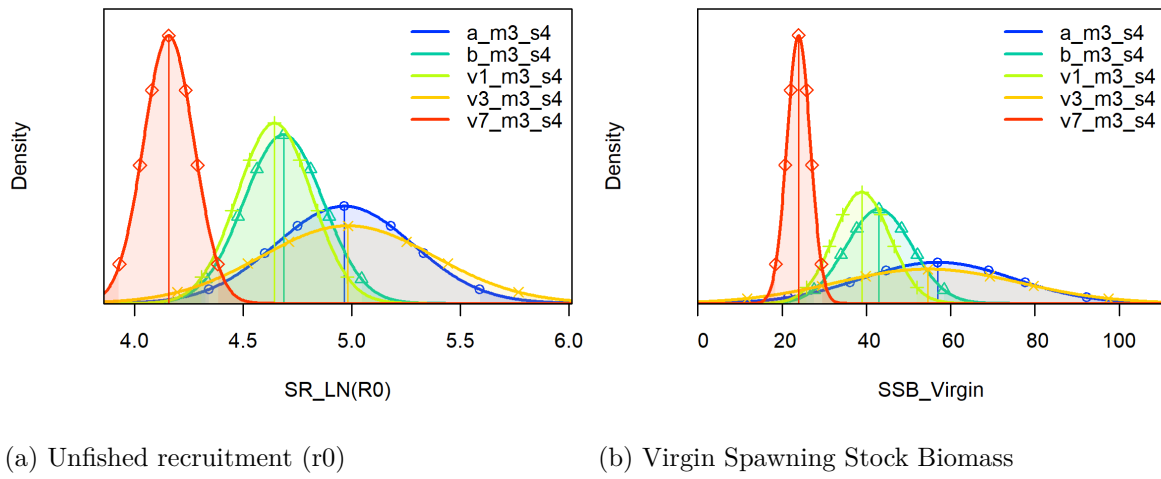 a_m3_s4
b_m3_s4
v1_m3_s4
v3_m3_s4
v7_m3_s4
Density
4.0 4.5 5.0 5.5 6.0
SR_LN(R0)
a_m3_s4
b_m3_s4
v1_m3_s4
v3_m3_s4
v7_m3_s4
Density
0 20 40 60 80 100
SSB_Virgin
(a) Unfished recruitment (r0)
(b) Virgin Spawning Stock Biomass